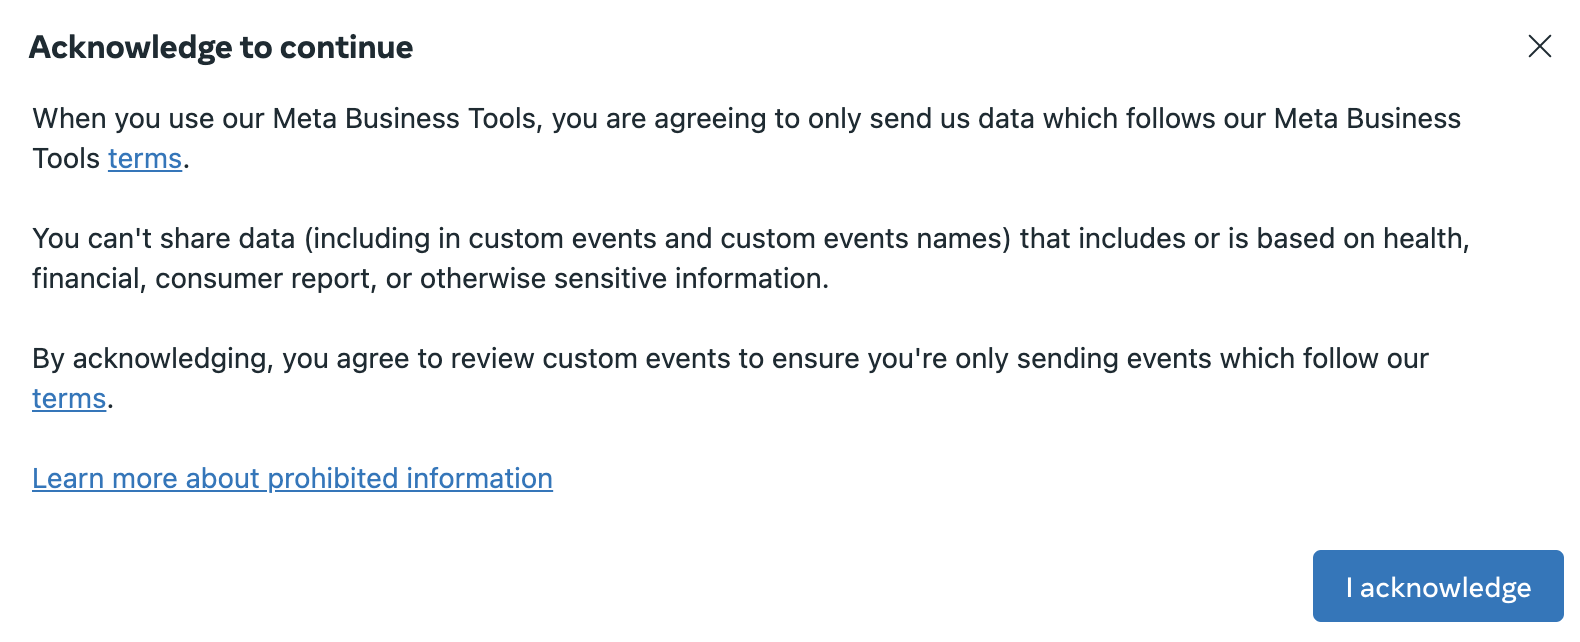 Acknowledge to continue
When you use our Meta Business Tools, you are agreeing to only send us data which follows our Meta Business
Tools terms.
You can't share data (including in custom events and custom events names) that includes or is based on health,
financial, consumer report, or otherwise sensitive information.
By acknowledging, you agree to review custom events to ensure you're only sending events which follow our
terms.
Learn more about prohibited information
I acknowledge